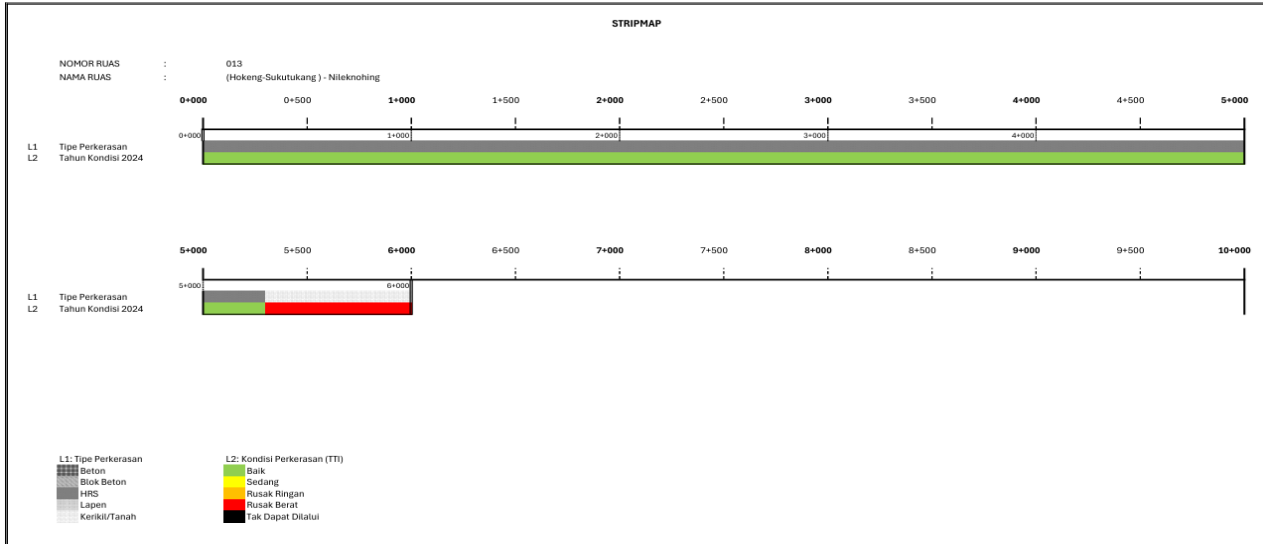 STRIPMAP
NOMOR RUAS : 013
NAMA RUAS : (Hokeng-Sukutukang ) - Nileknohing
0+000 0+500 1+000 1+500 2+000 2+500 3+000 3+500 4+000 4+500 5+000
0+000 1+000 2+000 3+000 4+000
L1 Tipe Perkerasan
L2 Tahun Kondisi 2024
5+000 5+500 6+000 6+500 7+000 7+500 8+000 8+500 9+000 9+500 10+000
5+000 6+000
L1 Tipe Perkerasan
L2 Tahun Kondisi 2024
L1: Tipe Perkerasan L2: Kondisi Perkerasan (TTI)
Beton Baik
Blok Beton Sedang
HRS Rusak Ringan
Lapen Rusak Berat
Kerikil/Tanah Tak Dapat Dilalui